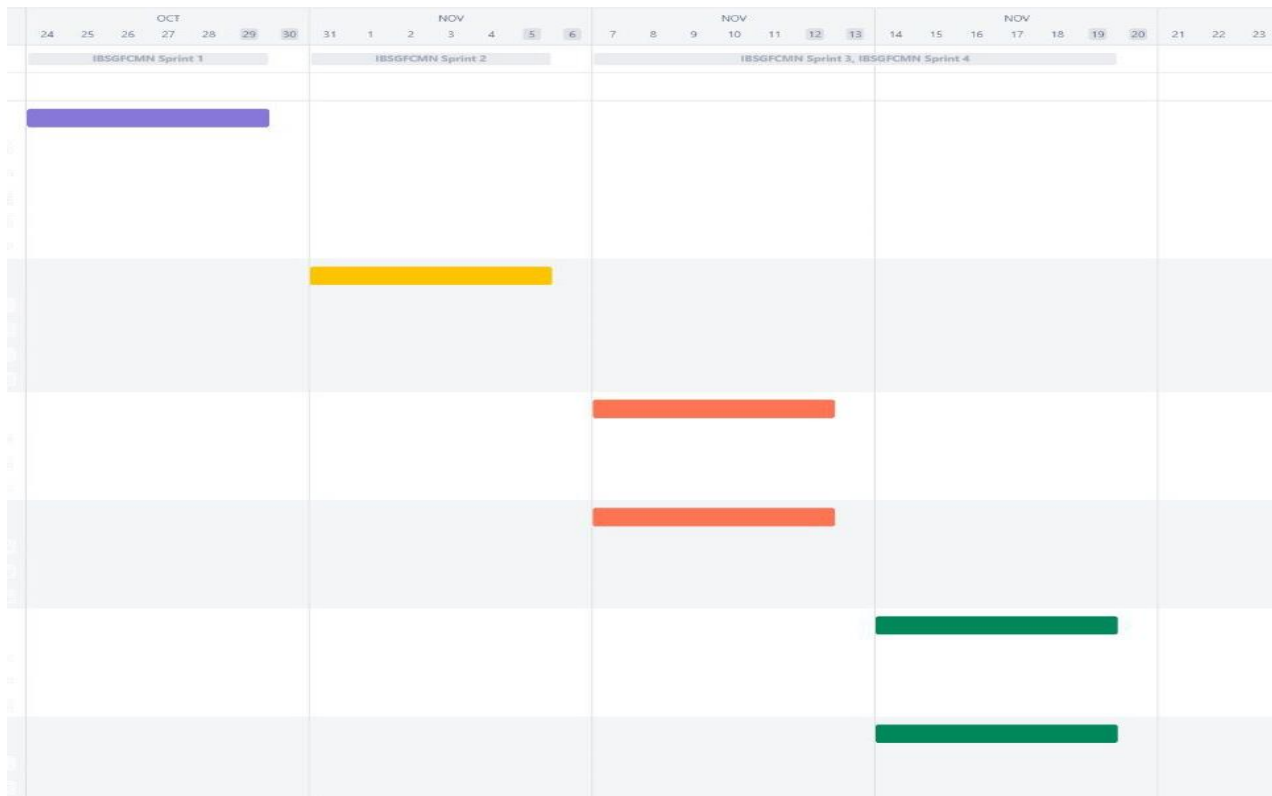 OCT NOV NOV NOV
24 25 26 27 28 29 30 31 1 2 3 4 5 6 7 8 9 10 11 12 13 14 15 16 17 18 19 20 21 22 23
IBSGFCMN Sprint 1 IBSGFCMN Sprint 2 IBSGFCMN Sprint 3, IBSGFCMN Sprint 4